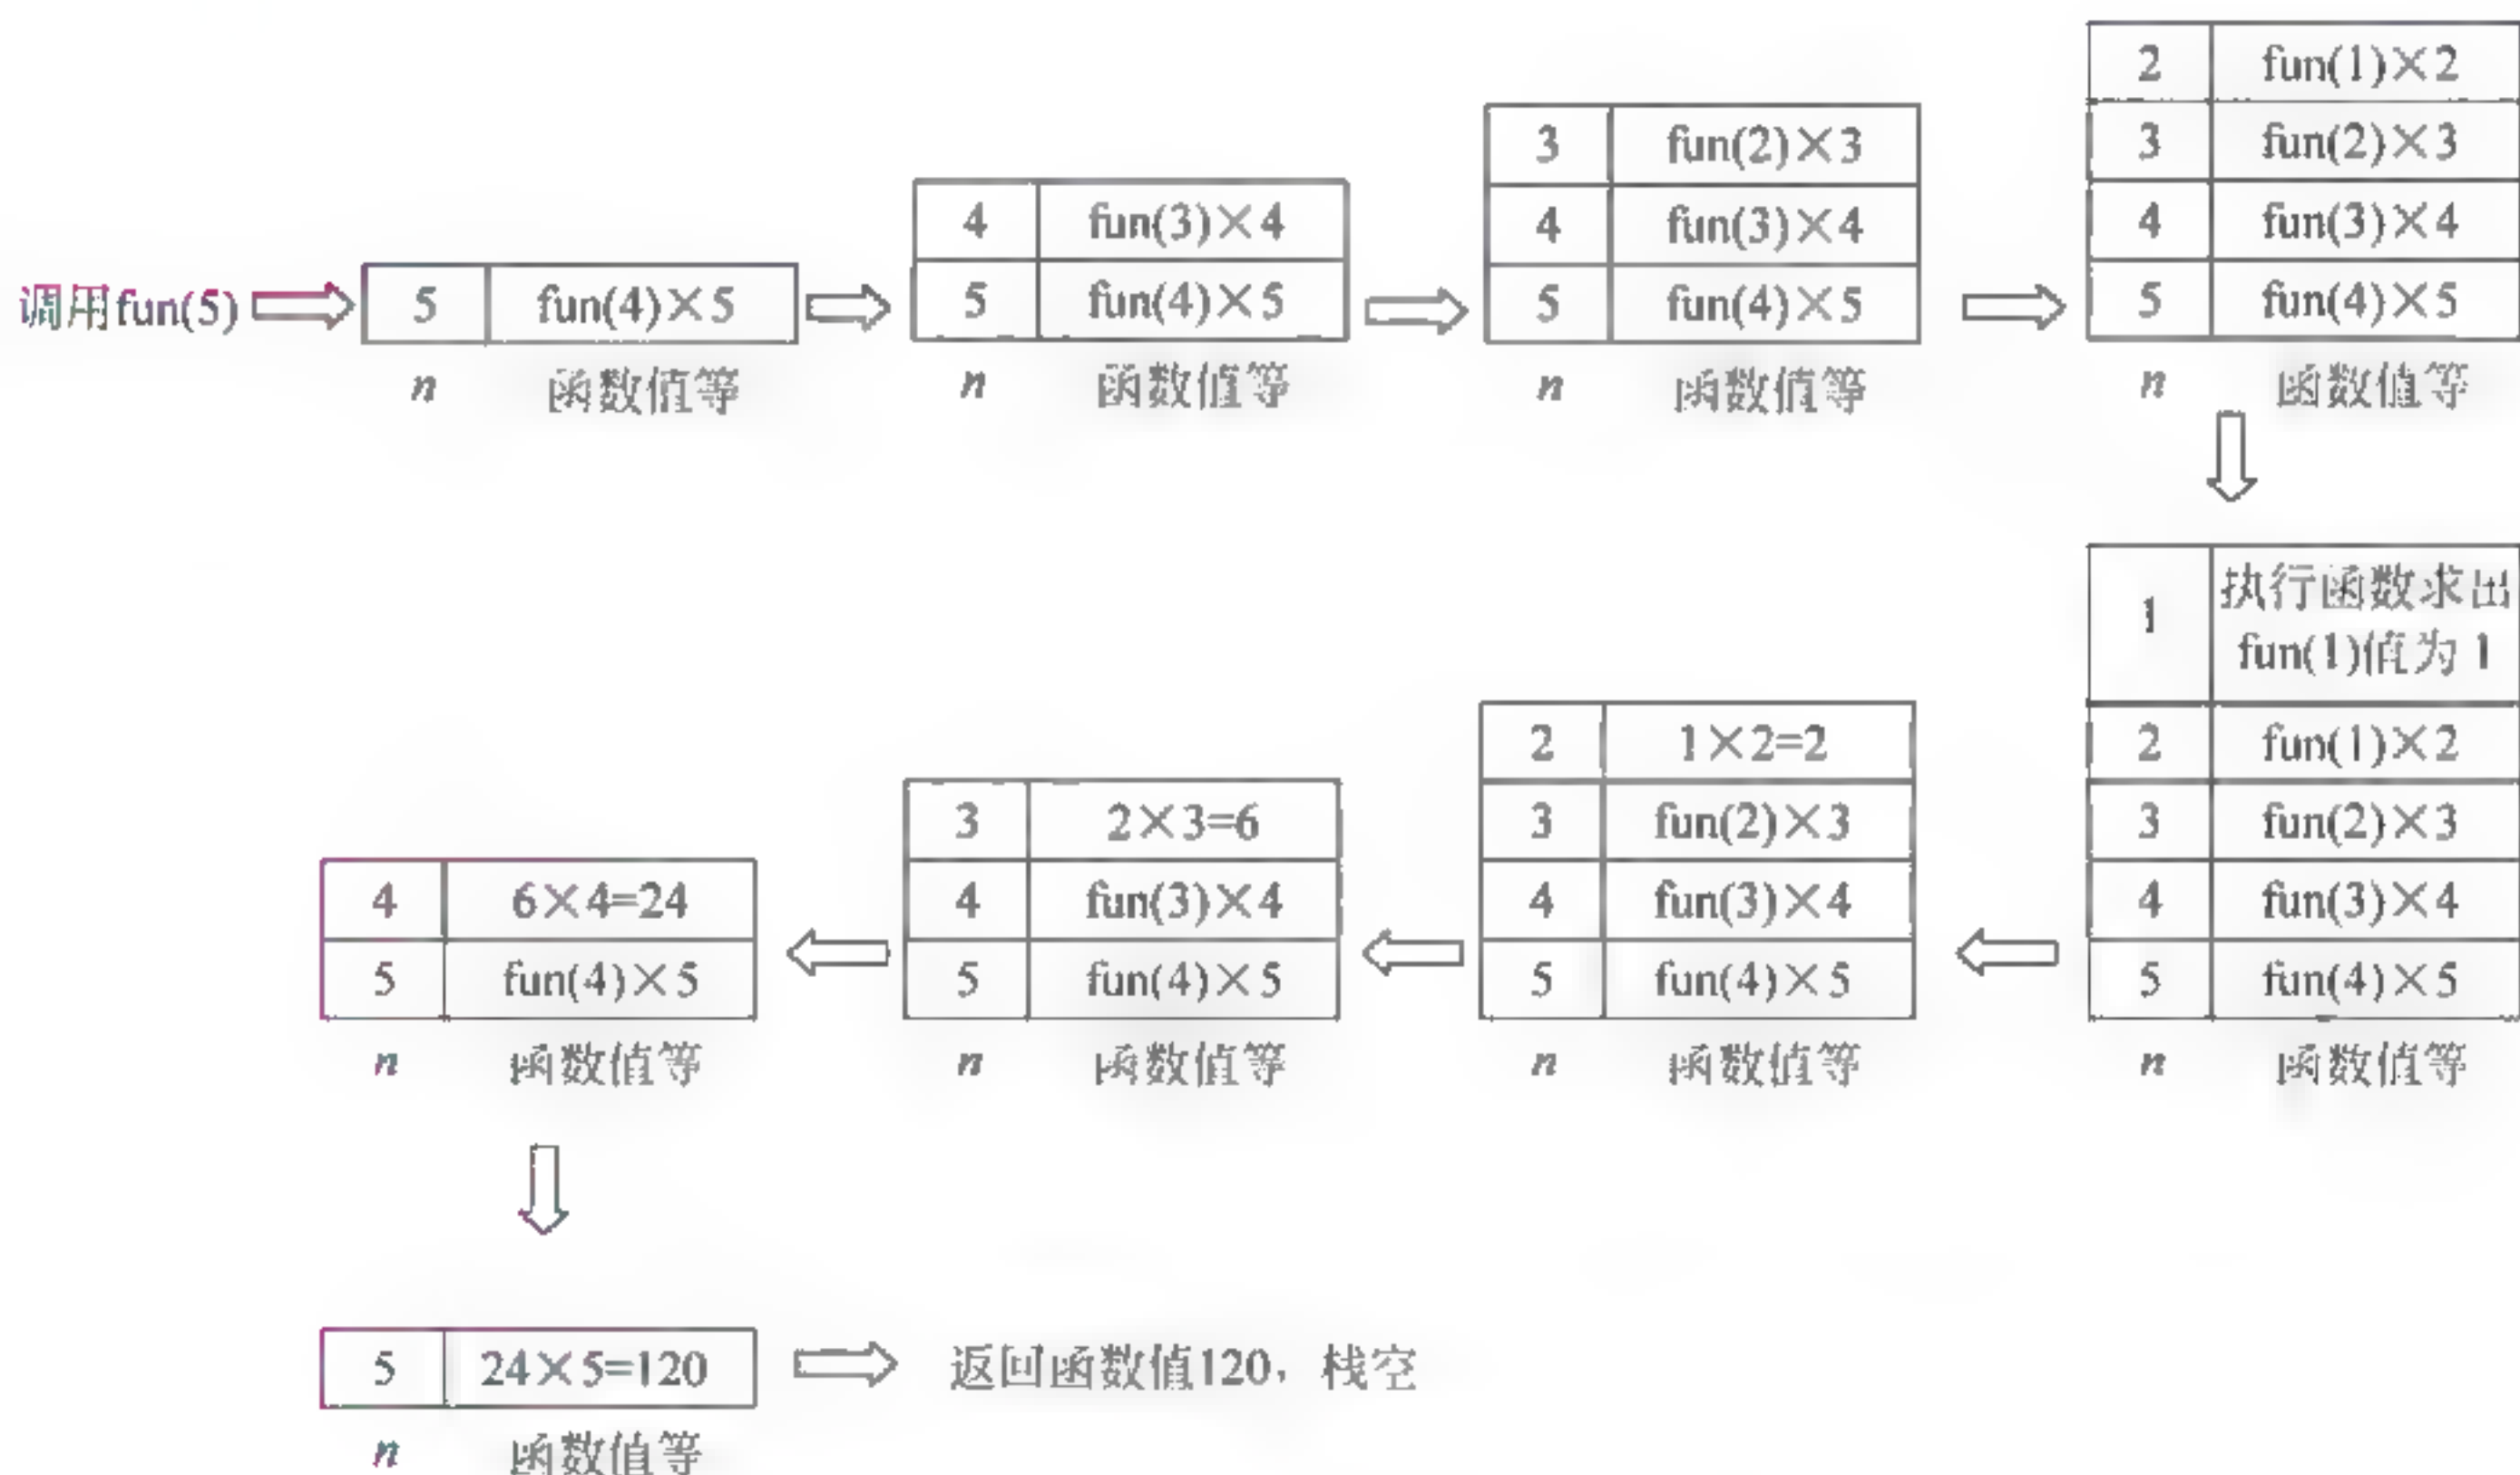 调用fun(5)
5 fun(4)×5
n 函数值等
4 fun(3)×4
5 fun(4)×5
n 函数值等
3 fun(2)×3
4 fun(3)×4
5 fun(4)×5
n 函数值等
2 fun(1)×2
3 fun(2)×3
4 fun(3)×4
5 fun(4)×5
n 函数值等
1 执行函数求出
fun(1)值为 1
2 fun(1)×2
3 fun(2)×3
4 fun(3)×4
5 fun(4)×5
n 函数值等
2 1×2=2
3 fun(2)×3
4 fun(3)×4
5 fun(4)×5
n 函数值等
3 2×3=6
4 fun(3)×4
5 fun(4)×5
n 函数值等
4 6×4=24
5 fun(4)×5
n 函数值等
5 24×5=120
n 函数值等
返回函数值120，栈空